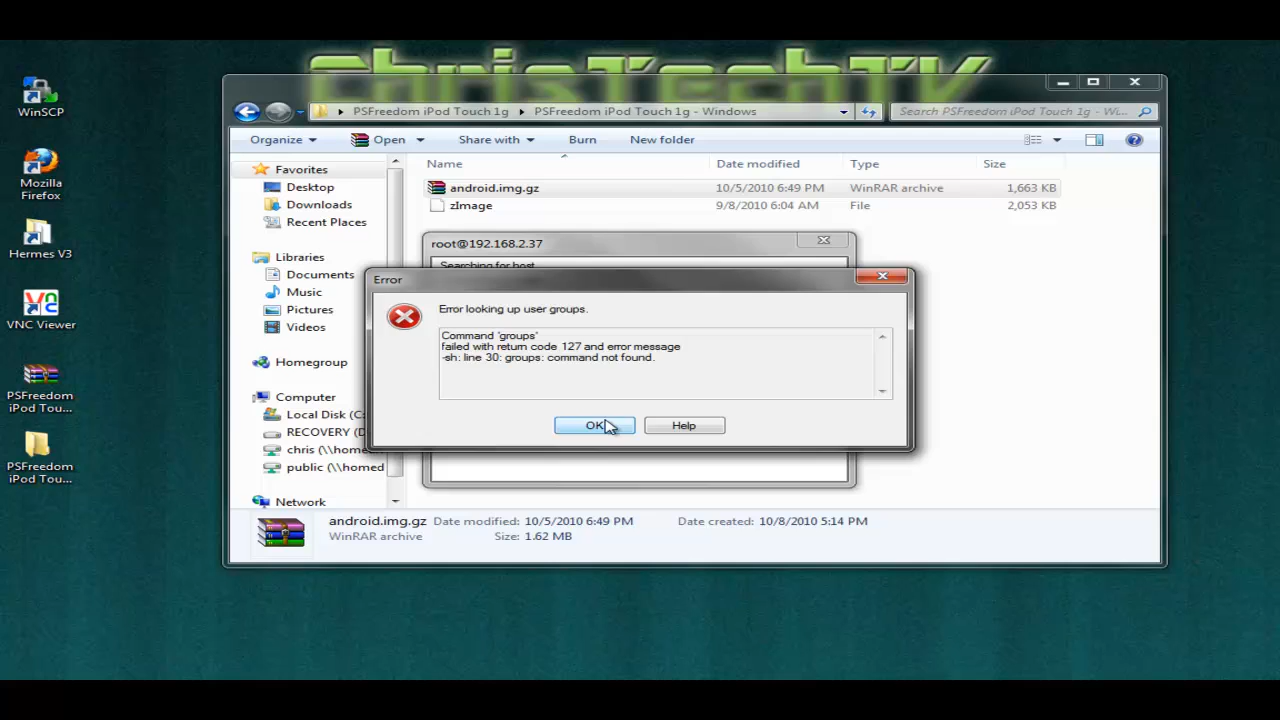 ChrisTechTV
WinSCP
Mozilla
Firefox
Hermes V3
VNC Viewer
PSFreedom
iPod Tou...
PSFreedom
iPod Tou...
PSFreedom iPod Touch 1g
PSFreedom iPod Touch 1g - Windows
Search PSFreedom iPod Touch 1g - Wi...
Organize
Open
Share with
Burn
New folder
Favorites
Desktop
Downloads
Recent Places
Libraries
Documents
Music
Pictures
Videos
Homegroup
Computer
Local Disk (C:
RECOVERY (D
chris (\\homed
public (\\homed
Network
Name Date modified Type Size
android.img.gz 10/5/2010 6:49 PM WinRAR archive 1,663 KB
zImage 9/8/2010 6:04 AM File 2,053 KB
root@192.168.2.37
Searching for host
Error
Error looking up user groups.
Command 'groups'
failed with return code 127 and error message
-sh: line 30: groups: command not found.
OK
Help
android.img.gz Date modified: 10/5/2010 6:49 PM Date created: 10/8/2010 5:14 PM
WinRAR archive Size: 1.62 MB